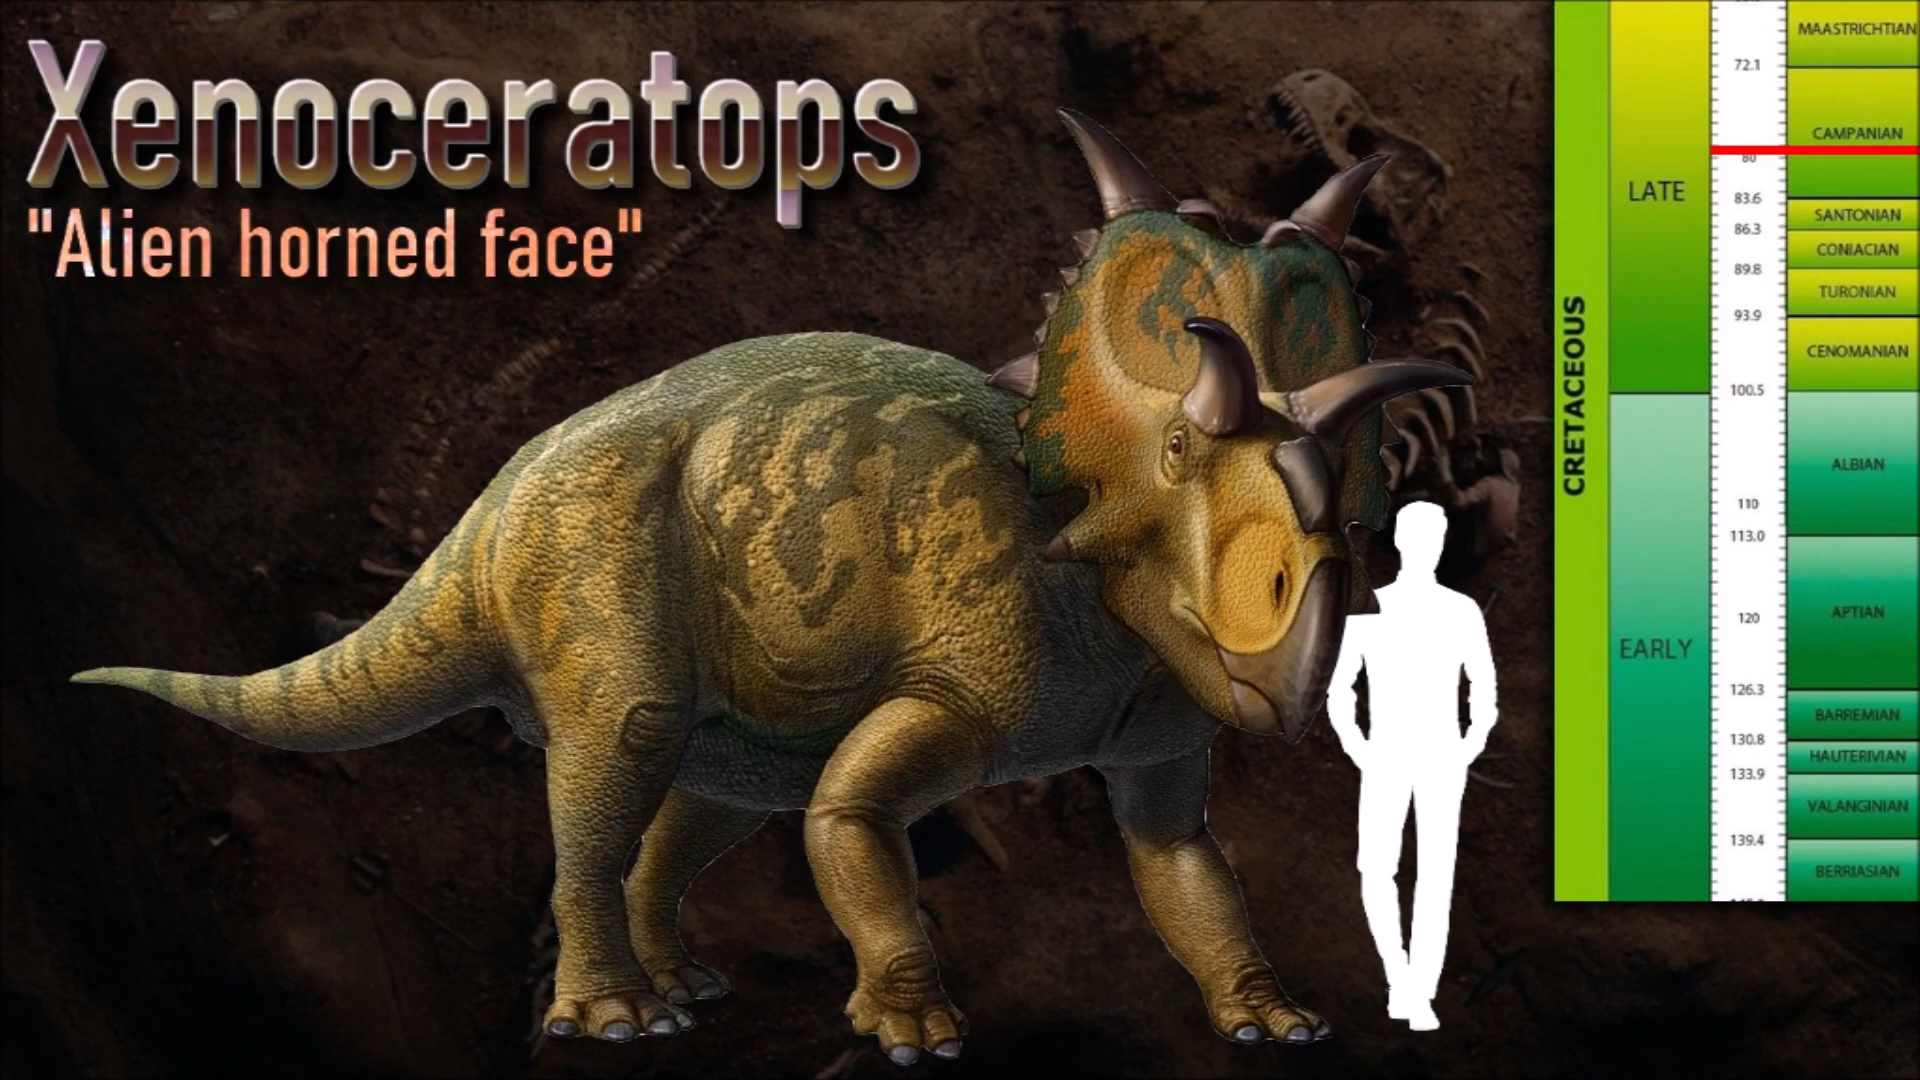 Xenoceratops
"Alien horned face"
CRETACEOUS
LATE
EARLY
72.1
80
83.6
86.3
89.8
93.9
100.5
110
113.0
120
126.3
130.8
133.9
139.4
MAASTRICHTIAN
CAMPANIAN
SANTONIAN
CONIACIAN
TURONIAN
CENOMANIAN
ALBIAN
APTIAN
BARREMIAN
HAUTERIVIAN
VALANGINIAN
BERRIASIAN